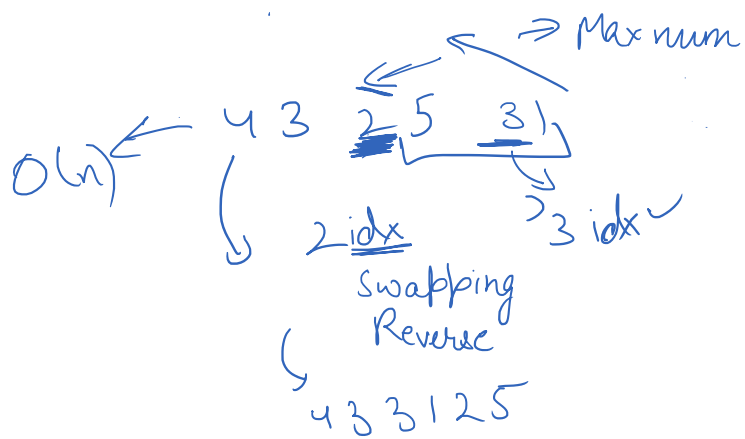 ⇒ Max num
4 3 2 5 3 1
O(n)
2 idx
3 idx ✓
Swapping
Reverse
4 3 3 1 2 5